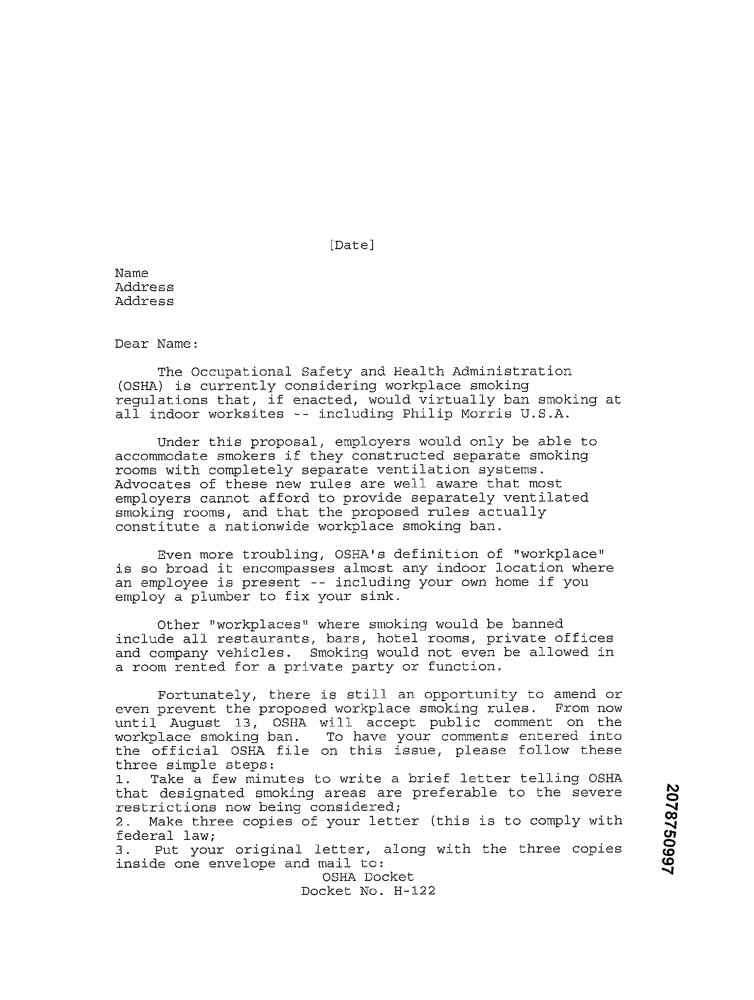 [Date]
Name
Address
Address
Dear Name:
The Occupational Safety and Health Administration
(OSHA) is currently considering workplace smoking
regulations that, if enacted, would virtually ban smoking at
all indoor worksites -- including Philip Morris U.S.A.
Under this proposal, employers would only be able to
accommodate smokers if they constructed separate smoking
rooms with completely separate ventilation systems.
Advocates of these new rules are well aware that most
employers cannot afford to provide separately ventilated
smoking rooms, and that the proposed rules actually
constitute a nationwide workplace smoking ban.
Even more troubling, OSHA's definition of "workplace"
is so broad it encompasses almost any indoor location where
an employee is present -- including your own home if you
employ a plumber to fix your sink.
Other "workplaces" where smoking would be banned
include all restaurants, bars, hotel rooms, private offices
and company vehicles. Smoking would not even be allowed in
a room rented for a private party or function.
Fortunately, there is still an opportunity to amend or
even prevent the proposed workplace smoking rules. From now
until August 13, OSHA will accept public comment on the
workplace smoking ban. To have your comments entered into
the official OSHA file on this issue, please follow these
three simple steps:
1. Take a few minutes to write a brief letter telling OSHA
that designated smoking areas are preferable to the severe
restrictions now being considered;
2. Make three copies of your letter (this is to comply with
federal law;
3. Put your original letter, along with the three copies
inside one envelope and mail to:
OSHA Docket
Docket No. H-122
2078750997